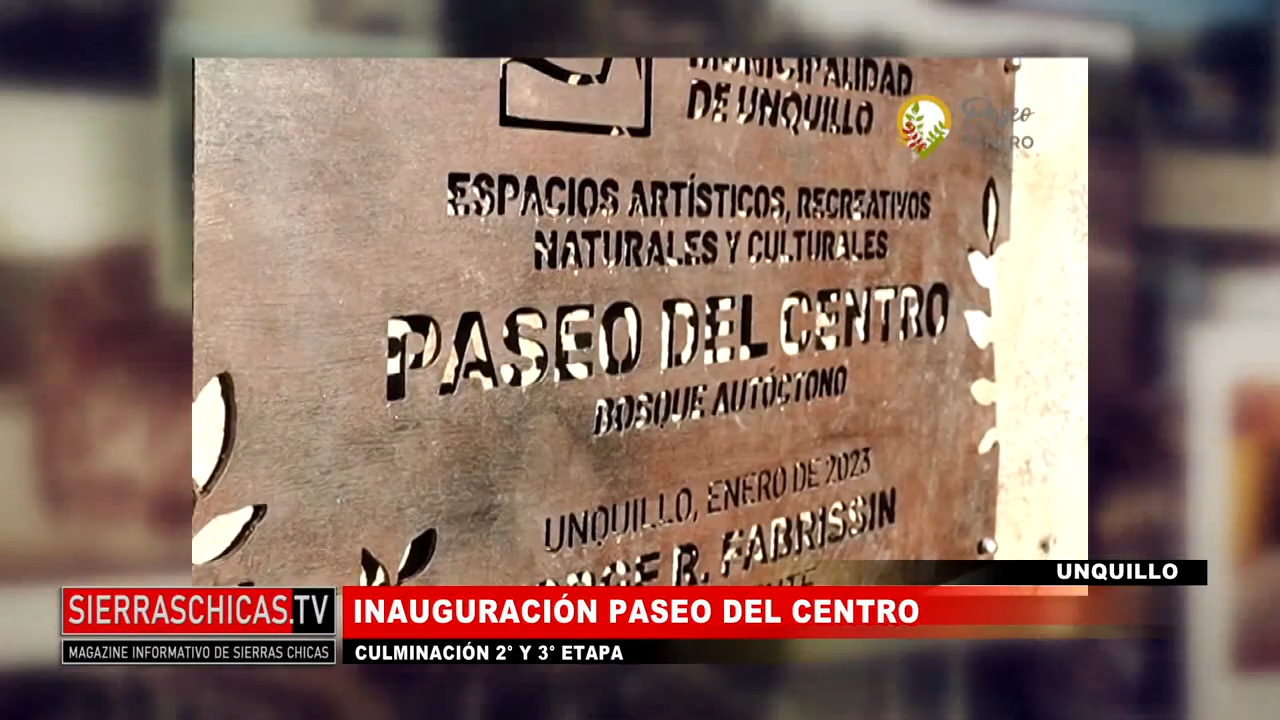 MUNICIPALIDAD
DE UNQUILLO
Paseo
ESPACIOS ARTÍSTICOS, RECREATIVOS
NATURALES Y CULTURALES
PASEO DEL CENTRO
BOSQUE AUTÓCTONO
UNQUILLO, ENERO DE 2023
R. FABRISSIN
UNQUILLO
SIERRASCHICAS.TV
INAUGURACIÓN PASEO DEL CENTRO
MAGAZINE INFORMATIVO DE SIERRAS CHICAS
CULMINACIÓN 2° Y 3° ETAPA